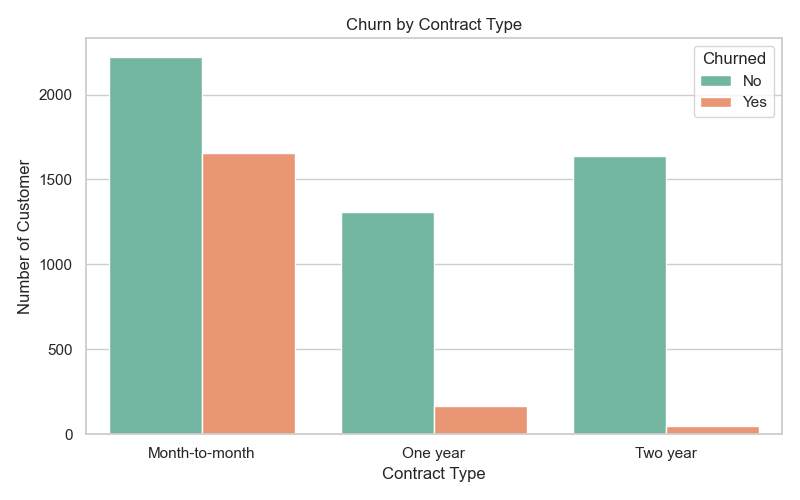 Churn by Contract Type
Churned
No
Yes
Number of Customer
2000
1500
1000
500
0
Month-to-month
One year
Two year
Contract Type